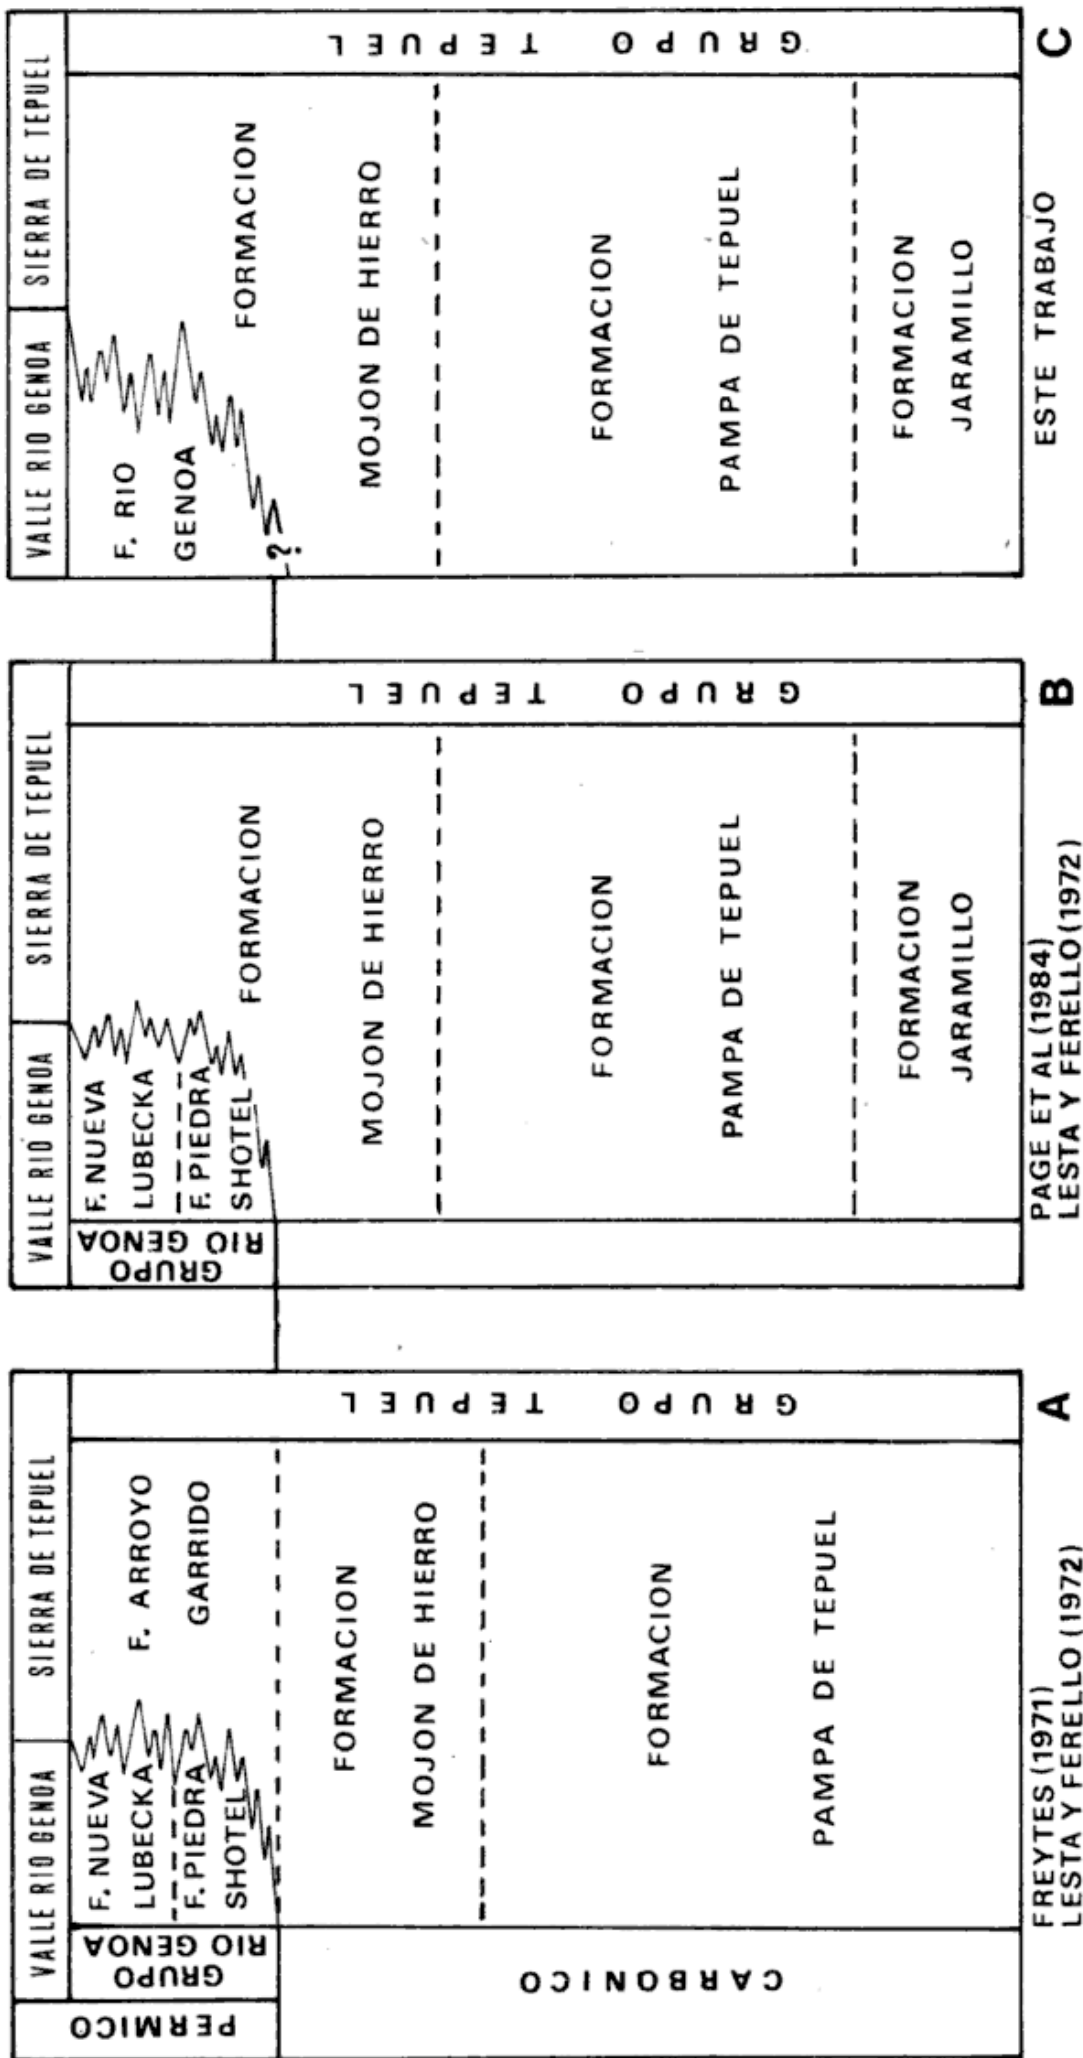 VALLE RIO GENOA
SIERRA DE TEPUEL
PERMICO
GRUPO
RIO GENOA
F. NUEVA
LUBECKA
F. PIEDRA
SHOTEL
F. ARROYO
GARRIDO
CARBONICO
FORMACION
MOJON DE HIERRO
FORMACION
PAMPA DE TEPUEL
GRUPO TEPUEL
FREYTES (1971)
LESTA Y FERELLO (1972)
A
VALLE RIO GENOA
SIERRA DE TEPUEL
GRUPO
RIO GENOA
F. NUEVA
LUBECKA
F. PIEDRA
SHOTEL
FORMACION
MOJON DE HIERRO
FORMACION
PAMPA DE TEPUEL
FORMACION
JARAMILLO
GRUPO TEPUEL
PAGE ET AL (1984)
LESTA Y FERELLO (1972)
B
VALLE RIO GENOA
SIERRA DE TEPUEL
F. RIO
GENOA
?
FORMACION
MOJON DE HIERRO
FORMACION
PAMPA DE TEPUEL
FORMACION
JARAMILLO
GRUPO TEPUEL
ESTE TRABAJO
C